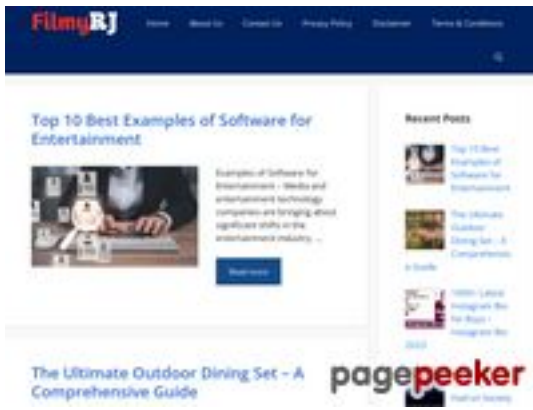 FilmyRJ
Home About Us Contact Us Privacy Policy Disclaimer Terms & Conditions
Top 10 Best Examples of Software for
Entertainment
Examples of Software for
Entertainment – Media and
entertainment technology
companies are bringing about
significant shifts in the
entertainment industry. ...
Read more
The Ultimate Outdoor Dining Set – A
Comprehensive Guide
Recent Posts
Top 10 Best
Examples of
Software for
Entertainment
The Ultimate
Outdoor
Dining Set – A
Comprehensiv
e Guide
1000+ Latest
Instagram Bio
for Boys |
Instagram Bio
2023
pagepeeker